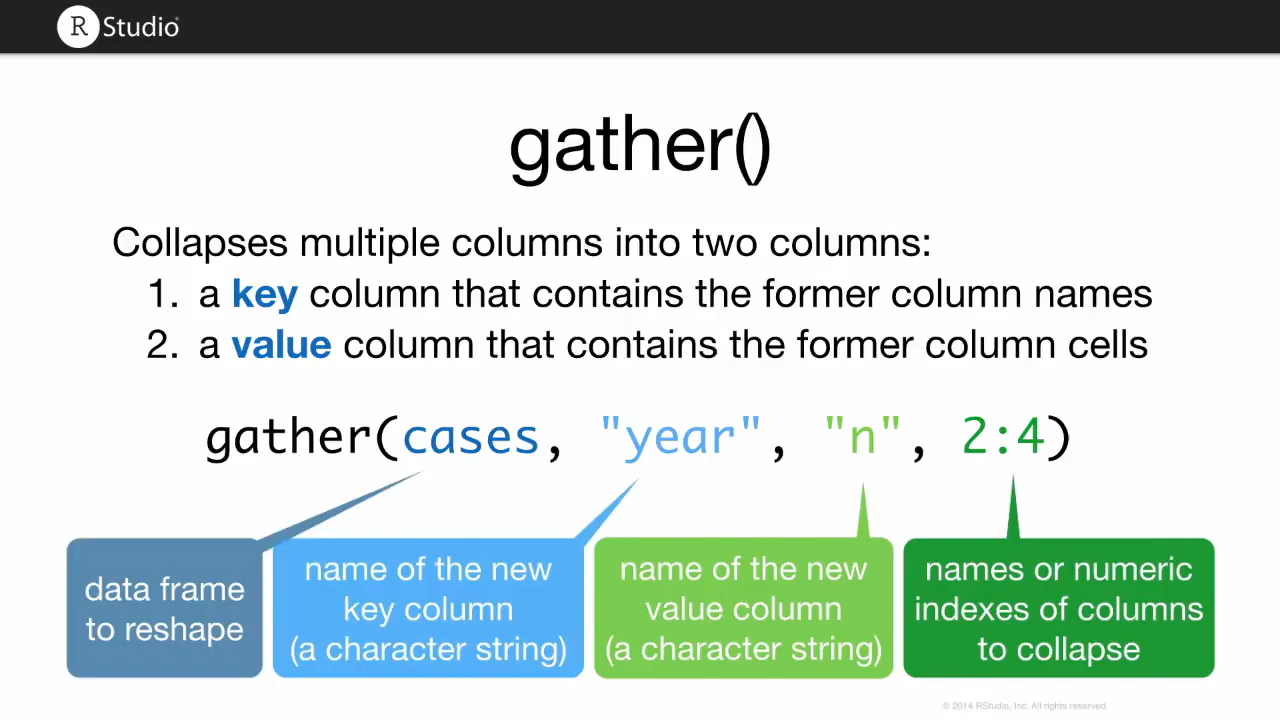 R Studio
gather()
Collapses multiple columns into two columns:
1. a key column that contains the former column names
2. a value column that contains the former column cells
gather(cases, "year", "n", 2:4)
data frame
to reshape
name of the new
key column
(a character string)
name of the new
value column
(a character string)
names or numeric
indexes of columns
to collapse
© 2014 RStudio, Inc. All rights reserved.